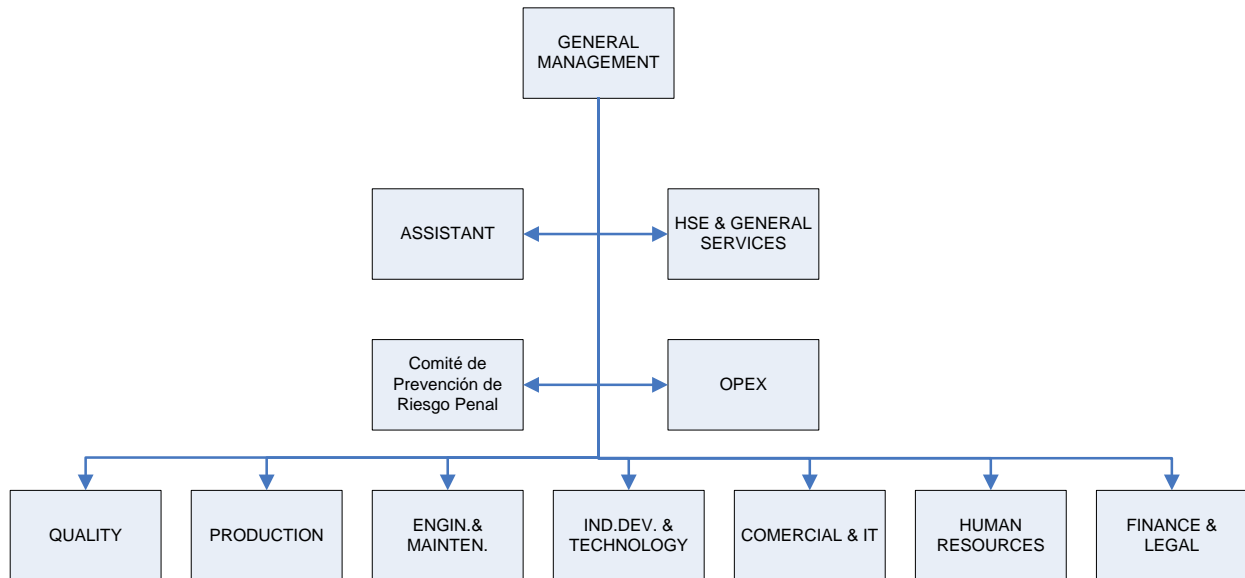 GENERAL
MANAGEMENT
ASSISTANT
HSE & GENERAL
SERVICES
Comité de
Prevención de
Riesgo Penal
OPEX
QUALITY
PRODUCTION
ENGIN.&
MAINTEN.
IND.DEV. &
TECHNOLOGY
COMERCIAL & IT
HUMAN
RESOURCES
FINANCE &
LEGAL